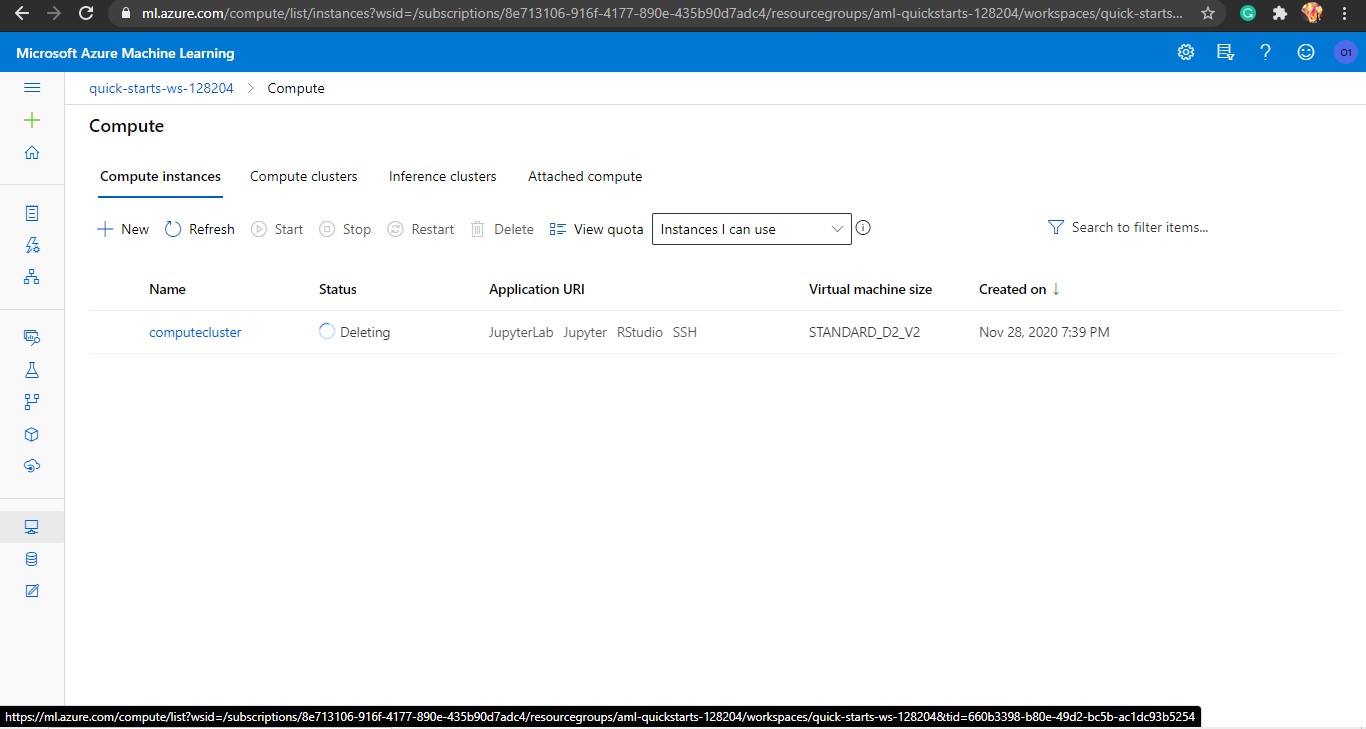 ml.azure.com/compute/list/instances?wsid=/subscriptions/8e713106-916f-4177-890e-435b90d7adc4/resourcegroups/aml-quickstarts-128204/workspaces/quick-starts...
G
Microsoft Azure Machine Learning
? O1
quick-starts-ws-128204 > Compute
Compute
Compute instances Compute clusters Inference clusters Attached compute
New Refresh Start Stop Restart Delete View quota Instances I can use Search to filter items...
Name Status Application URI Virtual machine size Created on ↓
computecluster Deleting JupyterLab Jupyter RStudio SSH STANDARD_D2_V2 Nov 28, 2020 7:39 PM
https://ml.azure.com/compute/list?wsid=/subscriptions/8e713106-916f-4177-890e-435b90d7adc4/resourcegroups/aml-quickstarts-128204/workspaces/quick-starts-ws-128204&tid=660b3398-b80e-49d2-bc5b-ac1dc93b5254